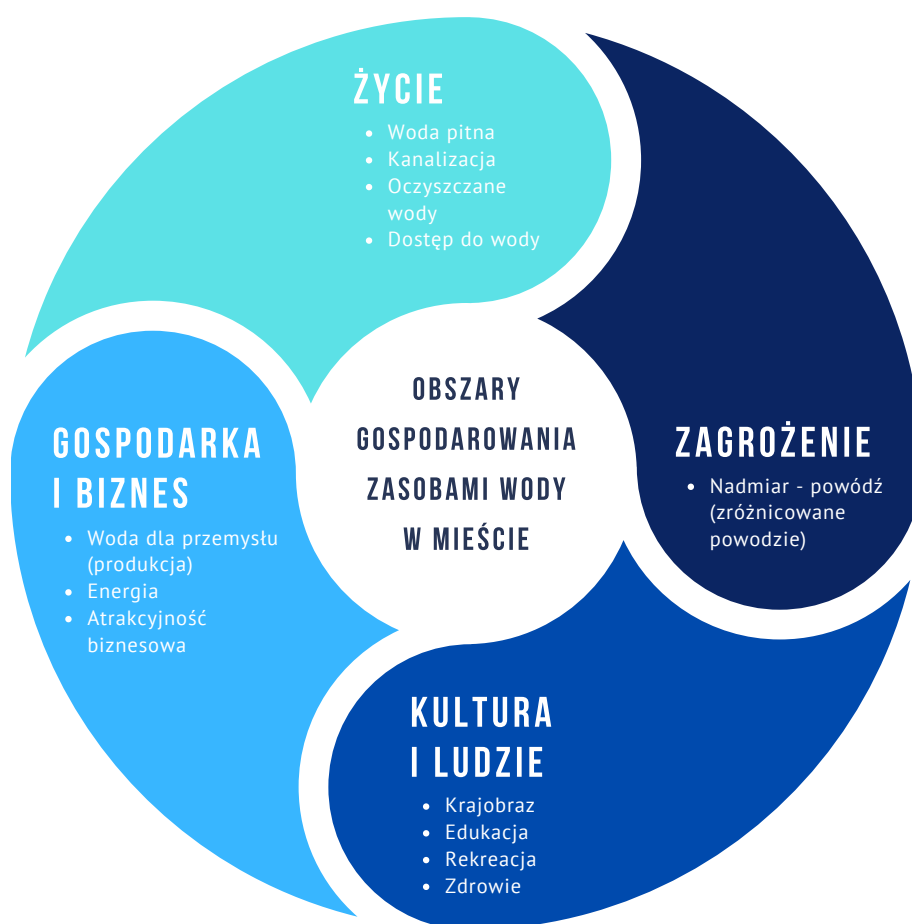 ŻYCIE
• Woda pitna
• Kanalizacja
• Oczyszczane
wody
• Dostęp do wody
OBSZARY
GOSPODAROWANIA
ZASOBAMI WODY
W MIEŚCIE
GOSPODARKA
I BIZNES
• Woda dla przemysłu
(produkcja)
• Energia
• Atrakcyjność
biznesowa
ZAGROŻENIE
• Nadmiar - powódź
(zróżnicowane
powodzie)
KULTURA
I LUDZIE
• Krajobraz
• Edukacja
• Rekreacja
• Zdrowie